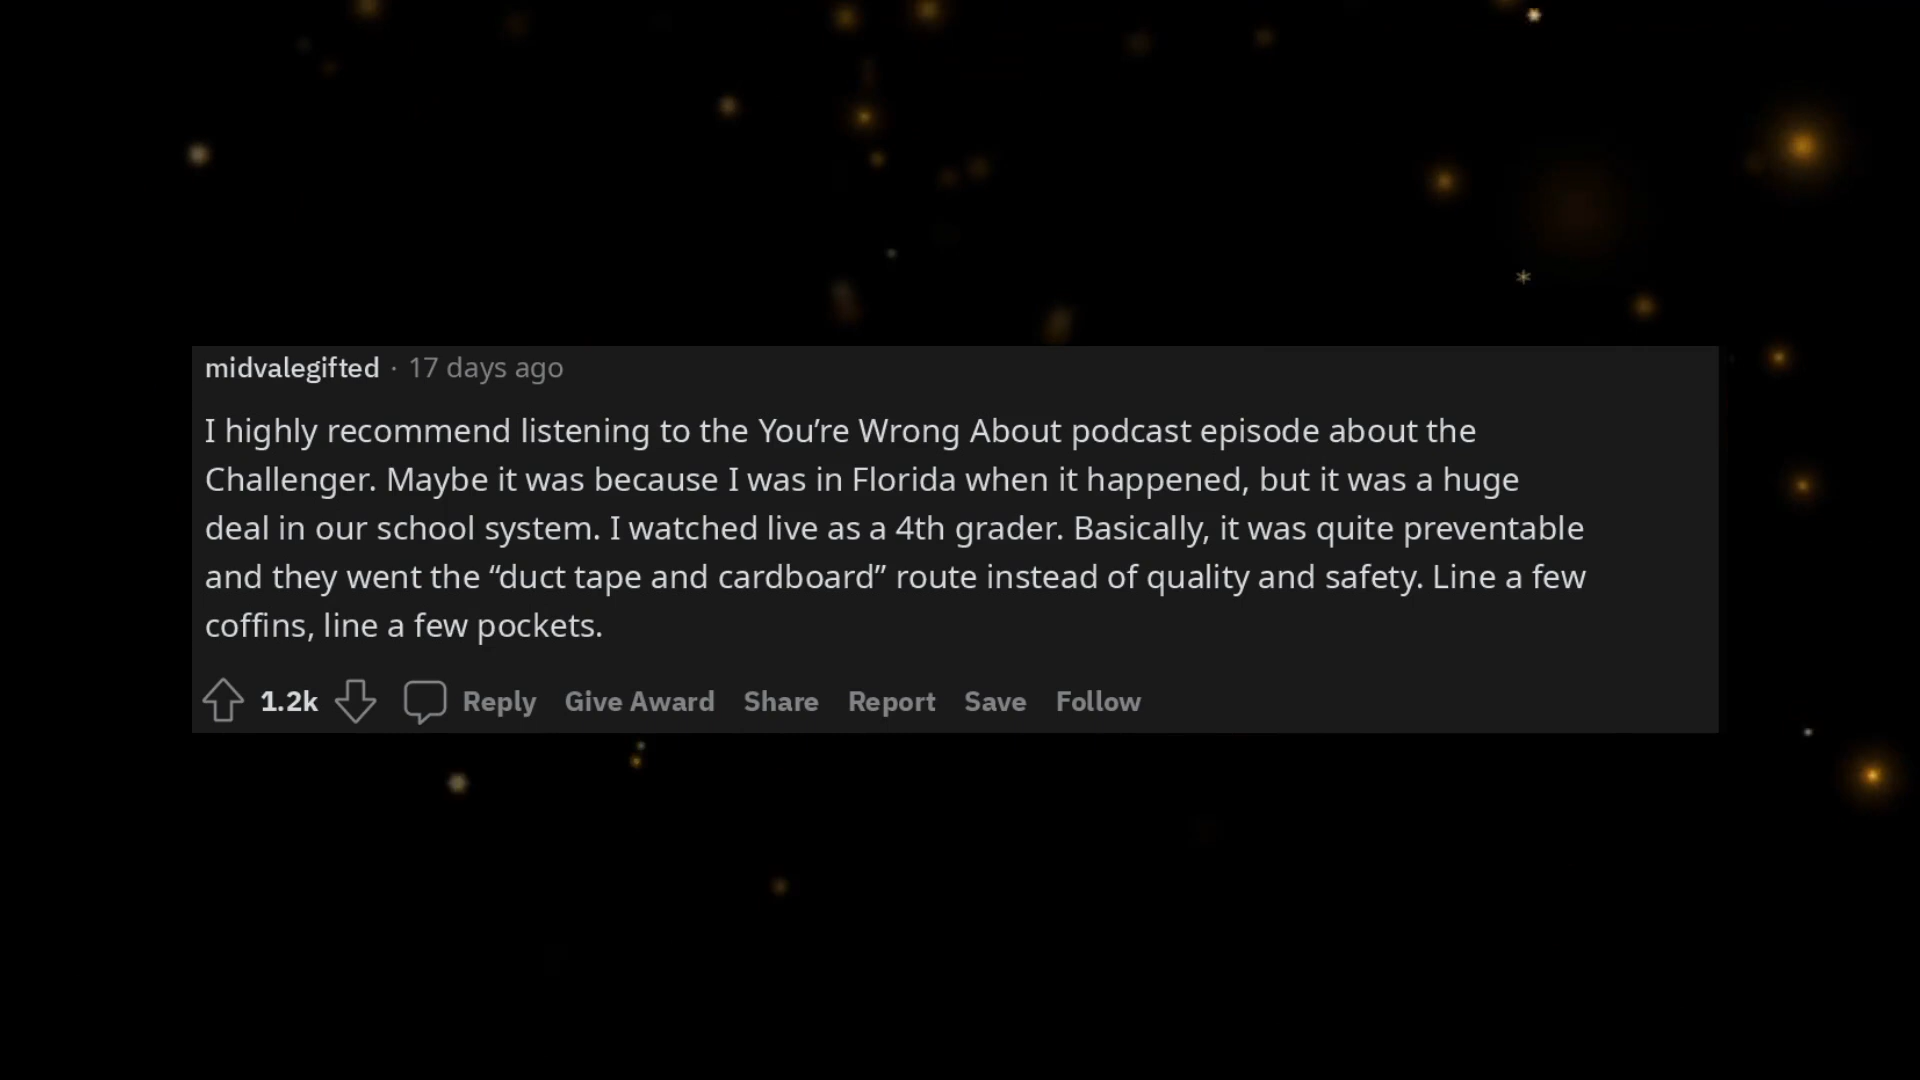 midvalegifted · 17 days ago
I highly recommend listening to the You’re Wrong About podcast episode about the
Challenger. Maybe it was because I was in Florida when it happened, but it was a huge
deal in our school system. I watched live as a 4th grader. Basically, it was quite preventable
and they went the “duct tape and cardboard” route instead of quality and safety. Line a few
coffins, line a few pockets.
1.2k Reply Give Award Share Report Save Follow